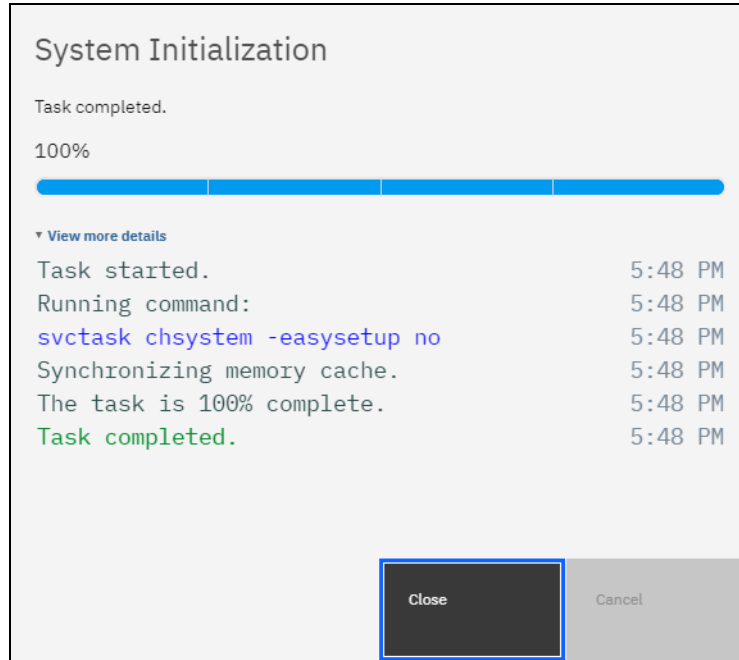 System Initialization
Task completed.
100%
▾ View more details
Task started. 5:48 PM
Running command: 5:48 PM
svctask chsystem -easysetup no 5:48 PM
Synchronizing memory cache. 5:48 PM
The task is 100% complete. 5:48 PM
Task completed. 5:48 PM
Close Cancel